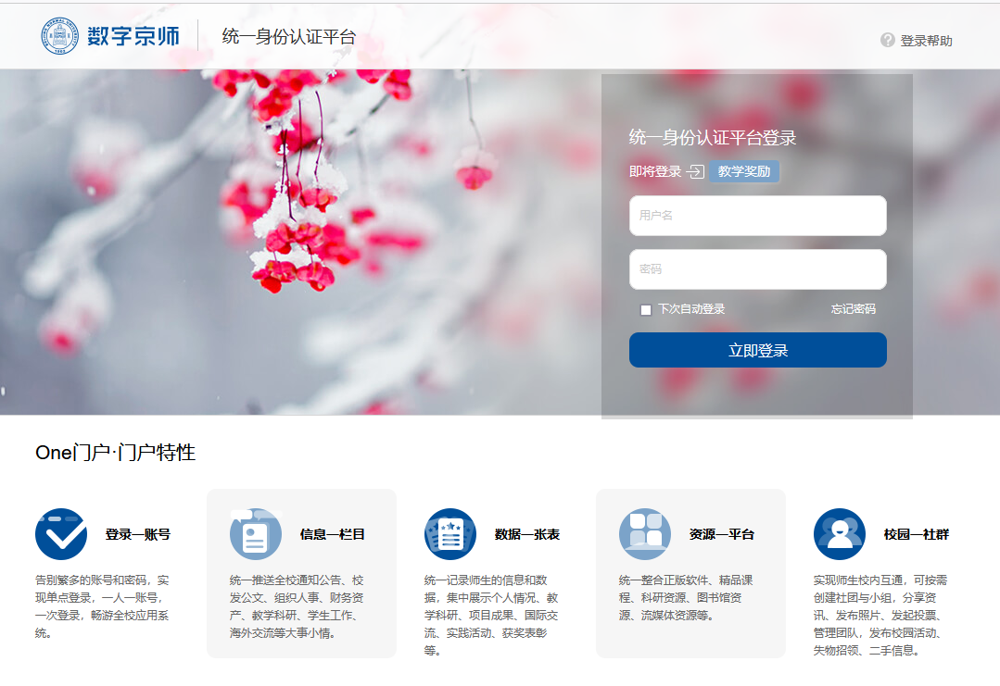 数字京师
统一身份认证平台
登录帮助
统一身份认证平台登录
即将登录 教学奖励
用户名
密码
下次自动登录 忘记密码
立即登录
One门户·门户特性
登录一账号
告别繁多的账号和密码，实
现单点登录，一人一账号，
一次登录，畅游全校应用系
统。
信息一栏目
统一推送全校通知公告、校
发公文、组织人事、财务资
产、教学科研、学生工作、
海外交流等大事小情。
数据一张表
统一记录师生的信息和数
据，集中展示个人情况、教
学科研、项目成果、国际交
流、实践活动、获奖表彰
等。
资源一平台
统一整合正版软件、精品课
程、科研资源、图书馆资
源、流媒体资源等。
校园一社群
实现师生校内互通，可按需
创建社团与小组，分享资
讯、发布照片、发起投票、
管理团队，发布校园活动、
失物招领、二手信息。